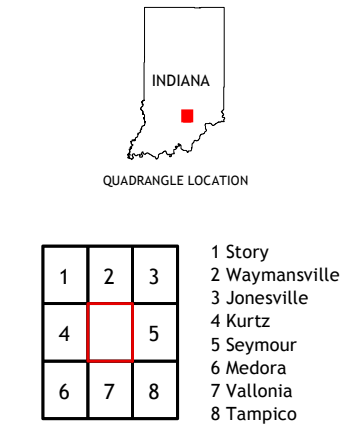 INDIANA
QUADRANGLE LOCATION
1 2 3
4 5
6 7 8
1 Story
2 Waymansville
3 Jonesville
4 Kurtz
5 Seymour
6 Medora
7 Vallonia
8 Tampico